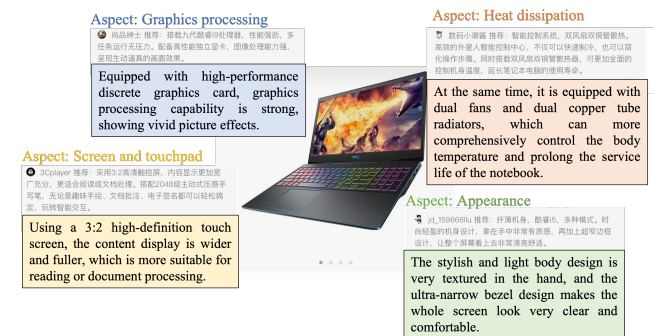 Aspect: Graphics processing
尚品绅士 推荐：搭载九代酷睿i9处理器，性能强劲，多
任务运行无压力。配备高性能独立显卡，图像处理能力强，
呈现生动逼真的画面效果。
Equipped with high-performance
discrete graphics card, graphics
processing capability is strong,
showing vivid picture effects.
Aspect: Heat dissipation
数码小潮酱 推荐：智能控制系统，双风扇双铜管散热。
高效的外星人智能控制中心，不仅可以快速制冷，也可以简
化操作步骤。同时搭载双风扇双铜管散热器，可更加全面的
控制机身温度，延长笔记本电脑的使用寿命。
At the same time, it is equipped with
dual fans and dual copper tube
radiators, which can more
comprehensively control the body
temperature and prolong the service
life of the notebook.
Aspect: Screen and touchpad
3Cplayer 推荐：采用3:2高清触控屏，内容显示更加宽
广充分，更适合阅读或文档处理。搭配2048级主动式压感手
写笔，无论是趣味手绘、文档批注、电子签名都可以轻松搞
定，玩转智能交互。
Using a 3:2 high-definition touch
screen, the content display is wider
and fuller, which is more suitable for
reading or document processing.
Aspect: Appearance
jd_159666llu 推荐：纤薄机身，酷睿i5，多种模式。时
尚轻盈的机身设计，拿在手中非常有质感，再加上超窄边框
设计，让整个屏幕看上去非常清亮舒适。
The stylish and light body design is
very textured in the hand, and the
ultra-narrow bezel design makes the
whole screen look very clear and
comfortable.